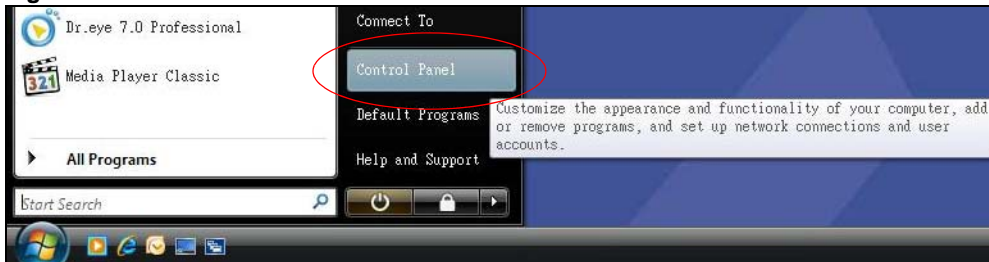 Dr.eye 7.0 Professional
321
Media Player Classic
All Programs
Start Search
Connect To
Control Panel
Default Programs
Help and Support
Customize the appearance and functionality of your computer, add
or remove programs, and set up network connections and user
accounts.